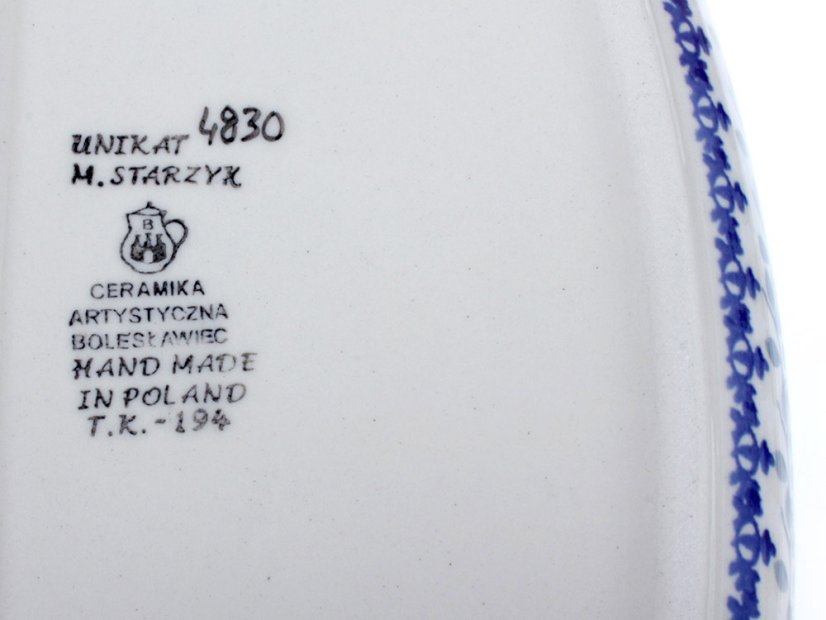 UNIKAT 4830
M. STARZYK
B
CERAMIKA
ARTYSTYCZNA
BOLESŁAWIEC
HAND MADE
IN POLAND
T.K.-194